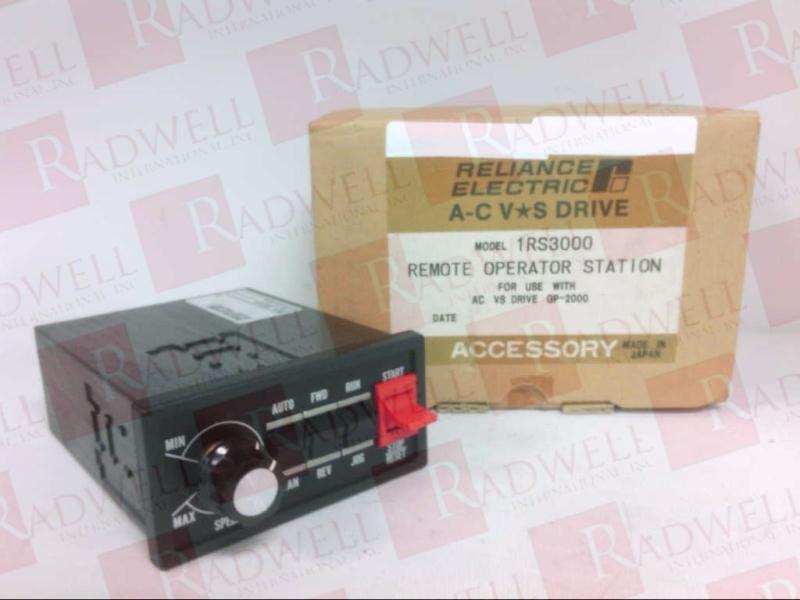 RADWELL
INTERNATIONAL, INC.
RELIANCE
ELECTRIC
A-C V★S DRIVE
MODEL 1RS3000
REMOTE OPERATOR STATION
FOR USE WITH
AC VS DRIVE GP-2000
DATE
ACCESSORY MADE IN
JAPAN
AUTO FWD RUN START
MIN
MAX
REV JOG STOP
RESET